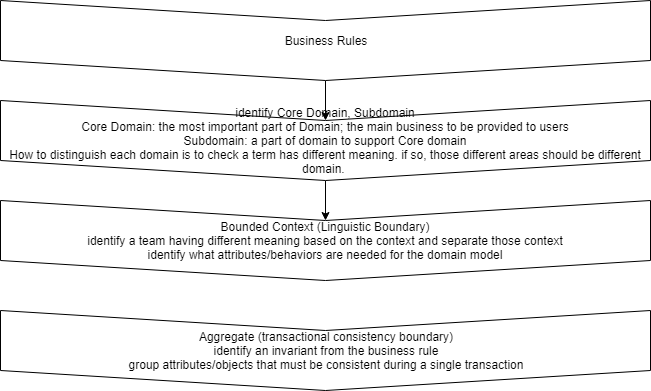 Business Rules
identify Core Domain, Subdomain
Core Domain: the most important part of Domain; the main business to be provided to users
Subdomain: a part of domain to support Core domain
How to distinguish each domain is to check a term has different meaning. if so, those different areas should be different
domain.
Bounded Context (Linguistic Boundary)
identify a team having different meaning based on the context and separate those context
identify what attributes/behaviors are needed for the domain model
Aggregate (transactional consistency boundary)
identify an invariant from the business rule
group attributes/objects that must be consistent during a single transaction